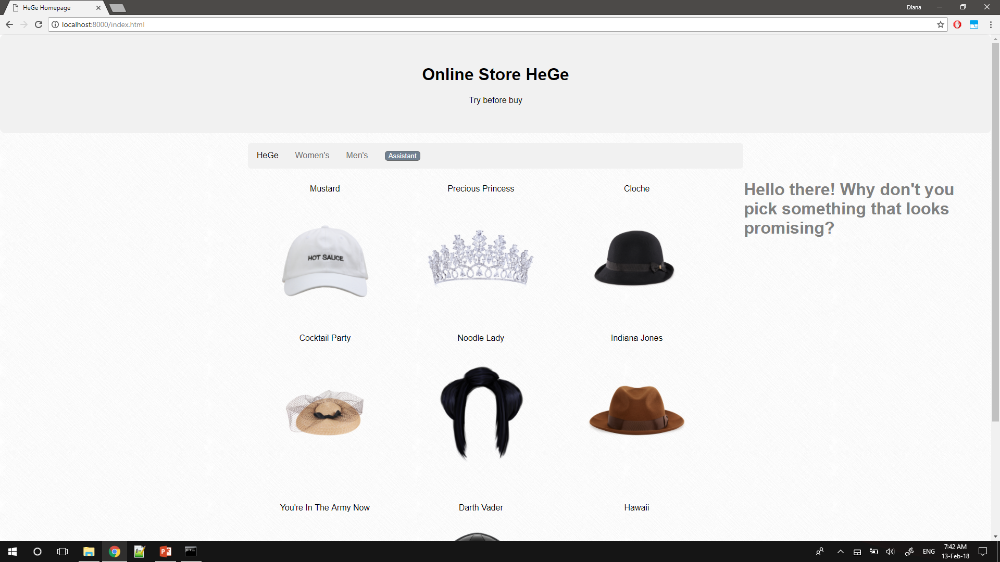 HeGe Homepage
Diana
localhost:8000/index.html
Online Store HeGe
Try before buy
HeGe Women's Men's Assistant
Mustard Precious Princess Cloche
Hello there! Why don't you
pick something that looks
promising?
HOT SAUCE
Cocktail Party Noodle Lady Indiana Jones
You're In The Army Now Darth Vader Hawaii
ENG
7:42 AM
13-Feb-18